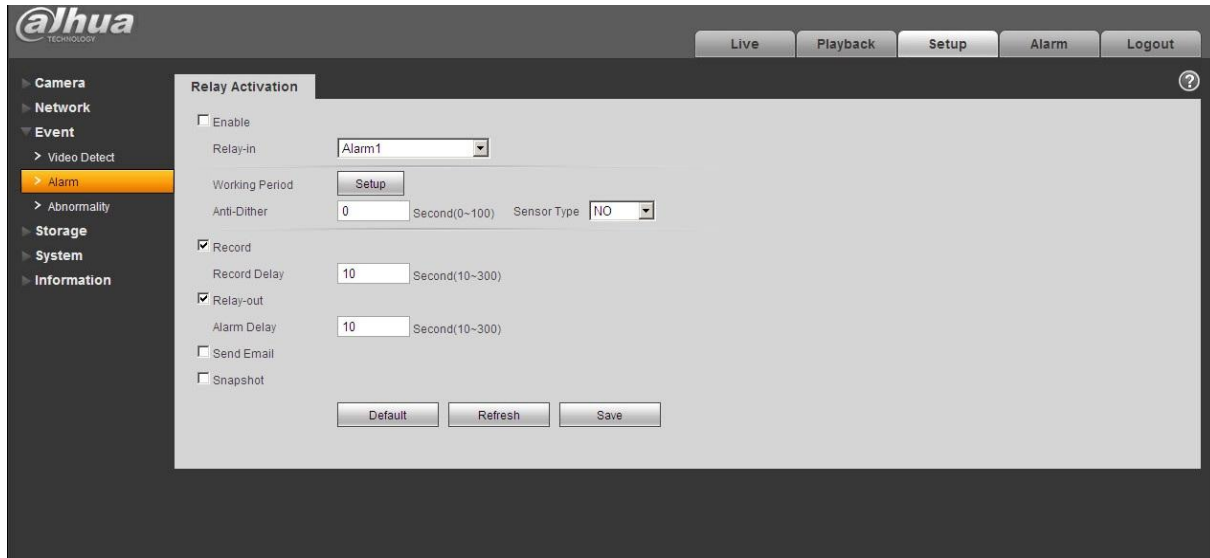 alhua
TECHNOLOGY
Live Playback Setup Alarm Logout
Camera
Network
Event
> Video Detect
> Alarm
> Abnormality
Storage
System
Information
Relay Activation
?
Enable
Relay-in Alarm1
Working Period Setup
Anti-Dither 0 Second(0~100) Sensor Type NO
Record
Record Delay 10 Second(10~300)
Relay-out
Alarm Delay 10 Second(10~300)
Send Email
Snapshot
Default Refresh Save